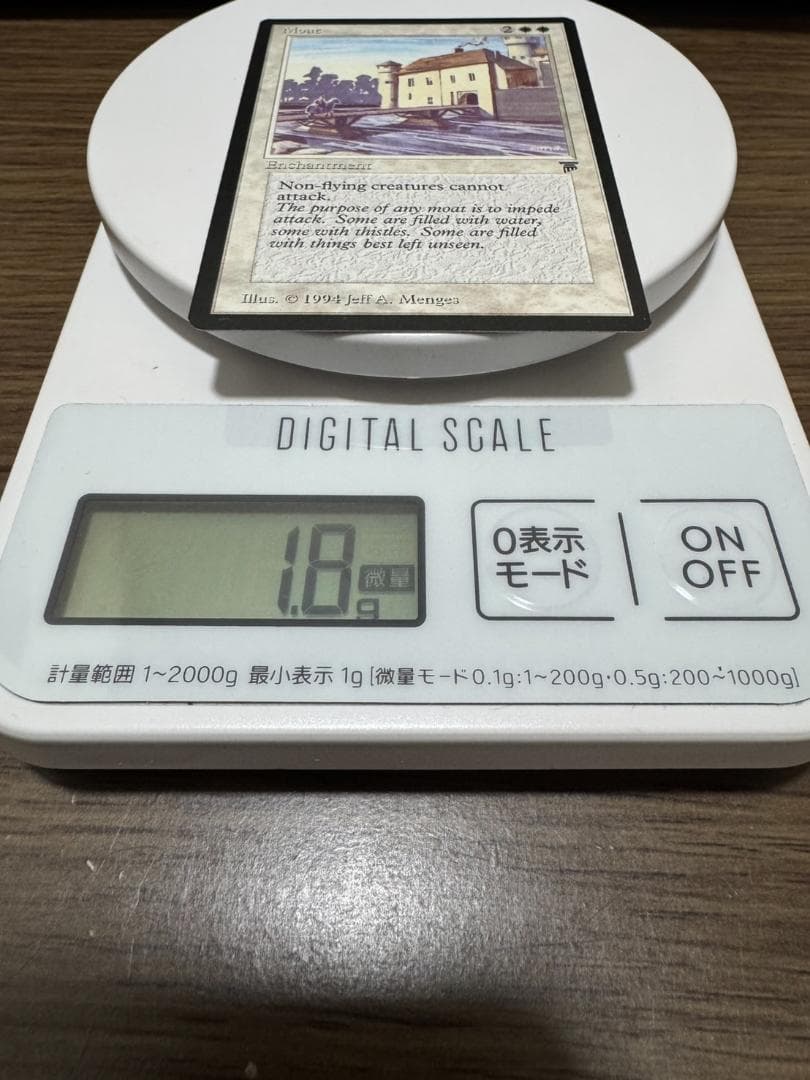 Moat 2
Enchantment
Non-flying creatures cannot
attack.
The purpose of any moat is to impede
attack. Some are filled with water,
some with thistles. Some are filled
with things best left unseen.
Illus. © 1994 Jeff A. Menges
DIGITAL SCALE
1.8 微量 g
0表示
モード
ON
OFF
計量範囲 1~2000g 最小表示 1g [微量モード0.1g:1~200g・0.5g:200~1000g]